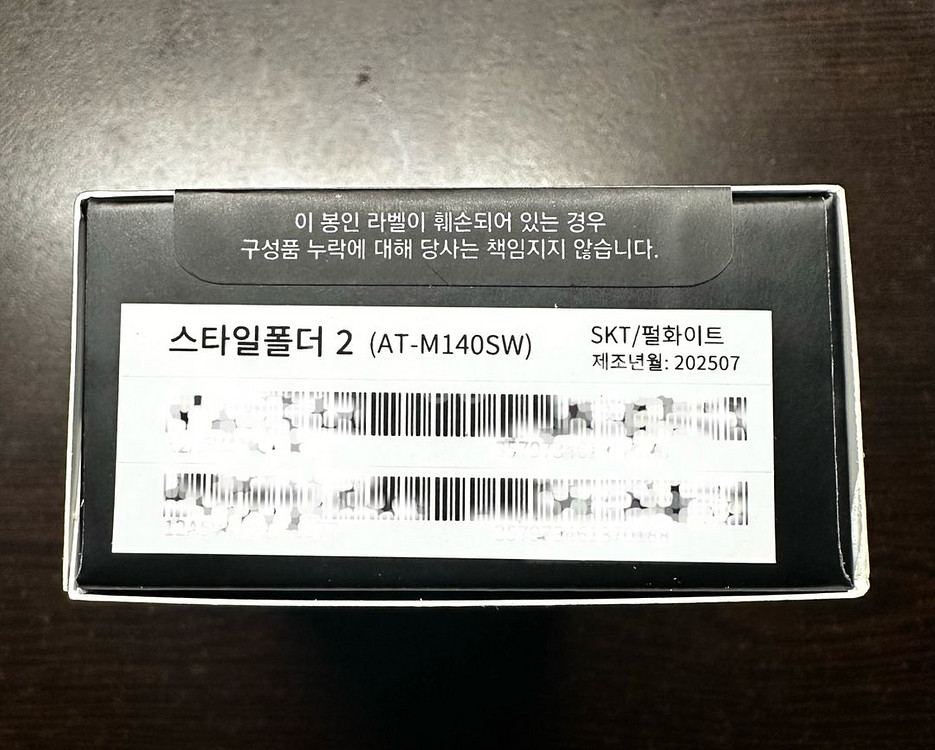 이 봉인 라벨이 훼손되어 있는 경우
구성품 누락에 대해 당사는 책임지지 않습니다.
스타일폴더 2 (AT-M140SW)
SKT/펄화이트
제조년월: 202507